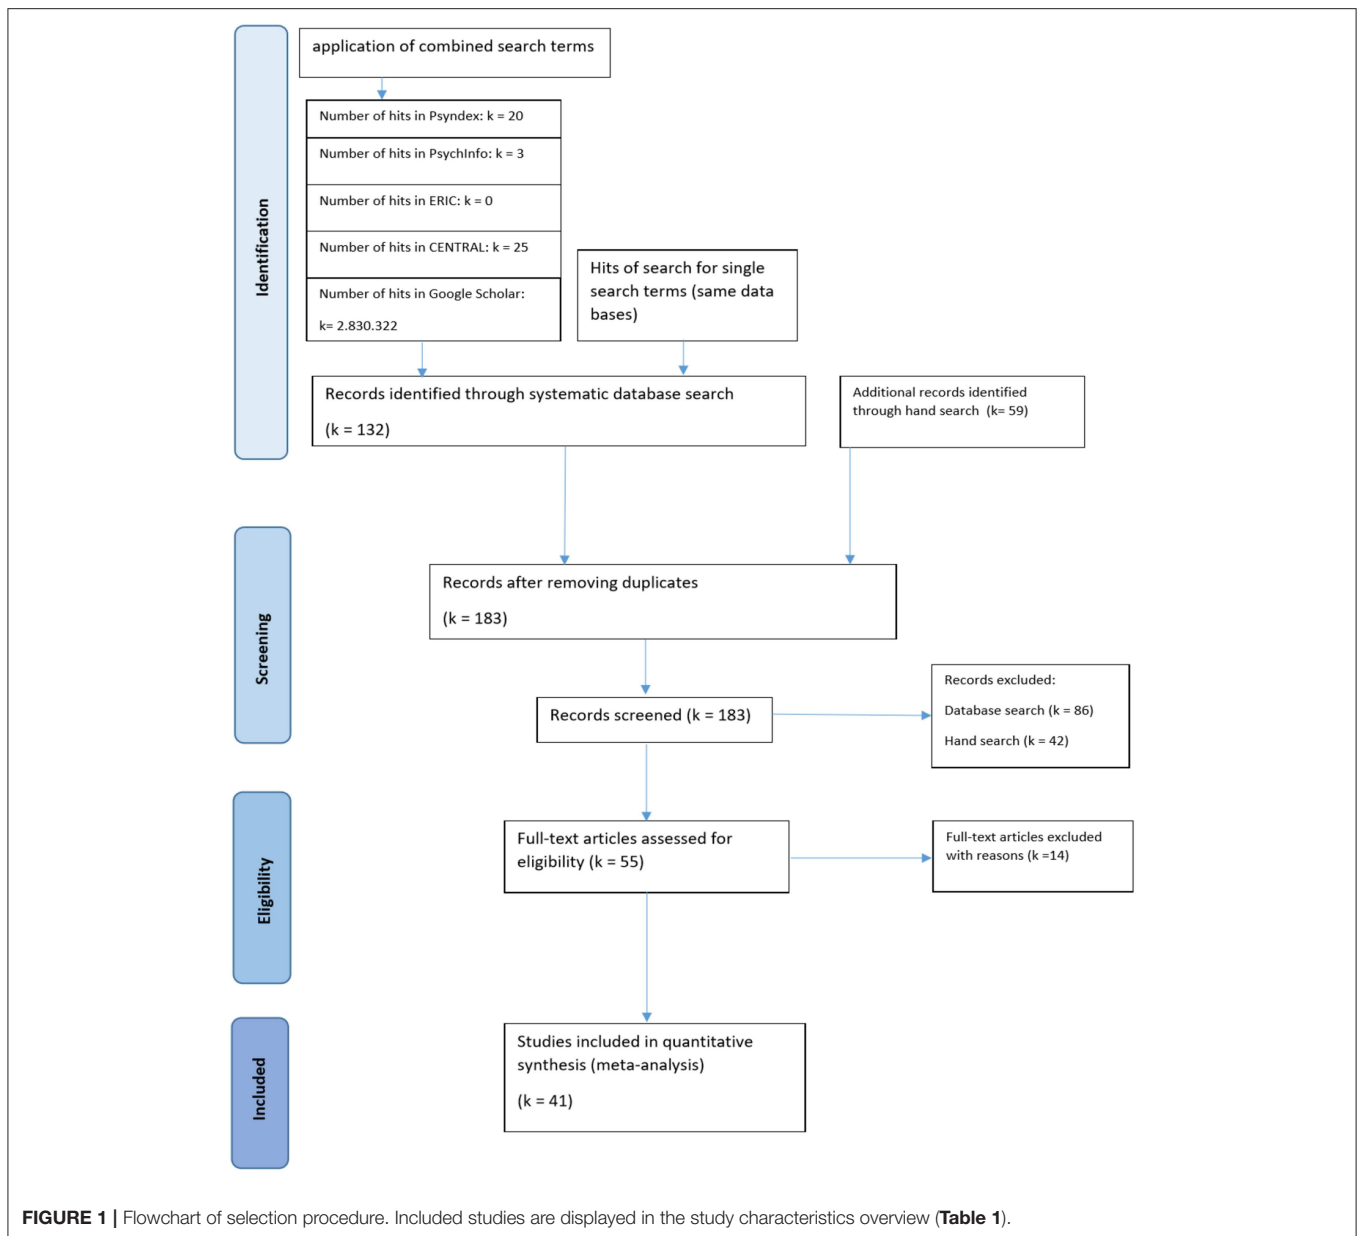 Identification
application of combined search terms
Number of hits in Psyndex: k = 20
Number of hits in PsychInfo: k = 3
Number of hits in ERIC: k = 0
Number of hits in CENTRAL: k = 25
Number of hits in Google Scholar:
k= 2.830.322
Hits of search for single
search terms (same data
bases)
Records identified through systematic database search
(k = 132)
Additional records identified
through hand search (k= 59)
Screening
Records after removing duplicates
(k = 183)
Records screened (k = 183)
Records excluded:
Database search (k = 86)
Hand search (k = 42)
Eligibility
Full-text articles assessed for
eligibility (k = 55)
Full-text articles excluded
with reasons (k =14)
Included
Studies included in quantitative
synthesis (meta-analysis)
(k = 41)
FIGURE 1 | Flowchart of selection procedure. Included studies are displayed in the study characteristics overview (Table 1).